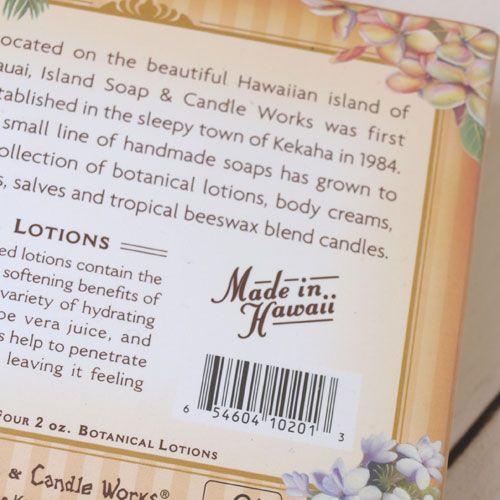 ocated on the beautiful Hawaiian island of
auai, Island Soap & Candle Works was first
tablished in the sleepy town of Kekaha in 1984.
small line of handmade soaps has grown to
ollection of botanical lotions, body creams,
s, salves and tropical beeswax blend candles.
LOTIONS
ed lotions contain the
softening benefits of
variety of hydrating
oe vera juice, and
s help to penetrate
leaving it feeling
Made in
Hawaii
6 54604 10201 3
FOUR 2 OZ. BOTANICAL LOTIONS
& Candle Works®